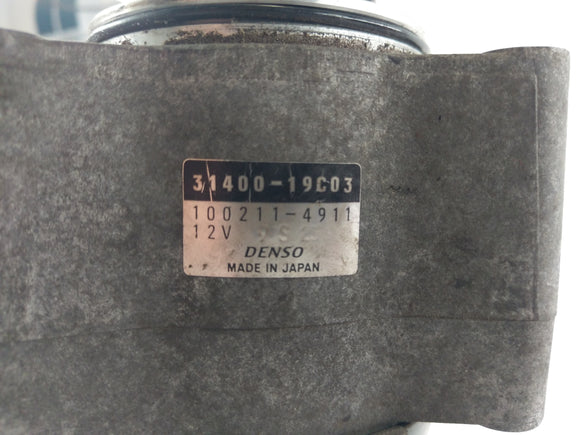 31400-19C03
100211-4911
12V
DENSO
MADE IN JAPAN